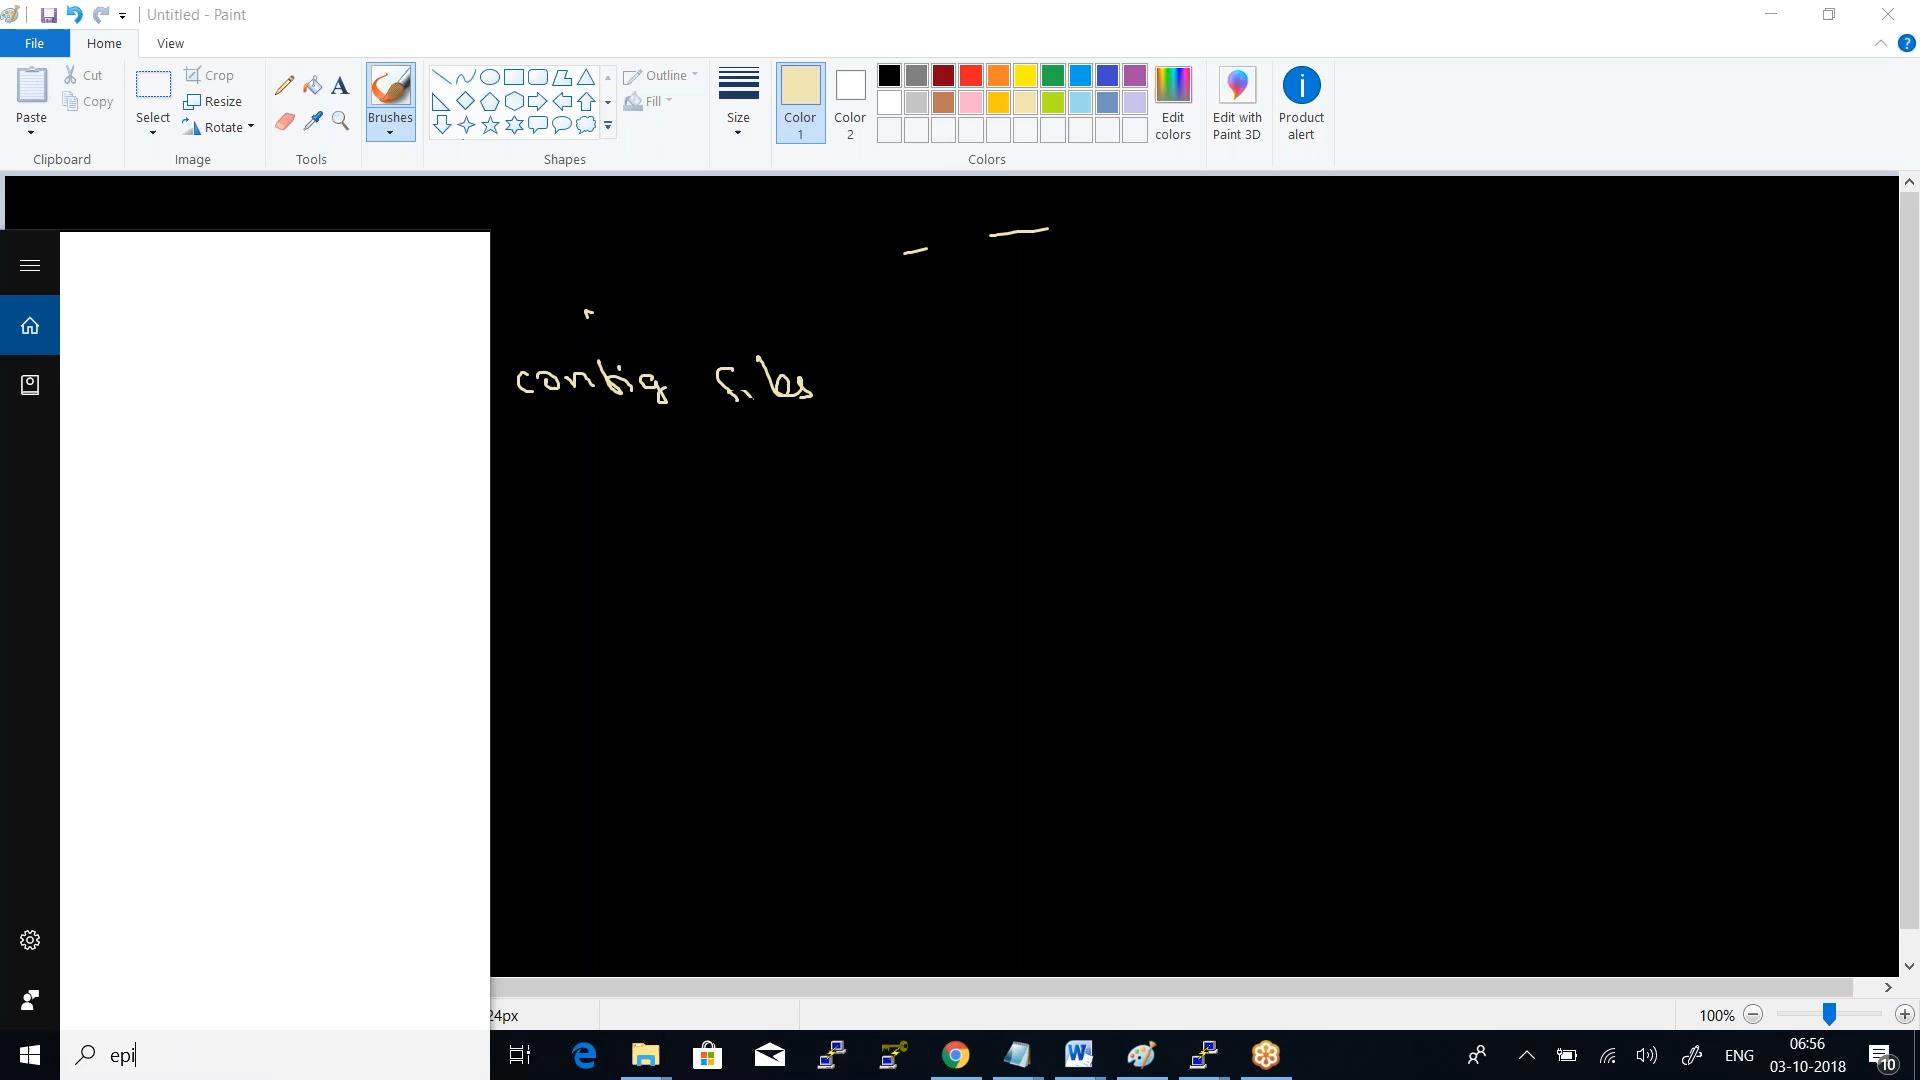 Untitled - Paint
File Home View
Paste
Cut
Copy
Clipboard
Select
Crop
Resize
Rotate
Image
Tools
Brushes
Shapes
Outline
Fill
Size
Color 1
Color 2
Edit colors
Colors
Edit with Paint 3D
Product alert
config files
24px
100%
epi
ENG
06:56
03-10-2018
10